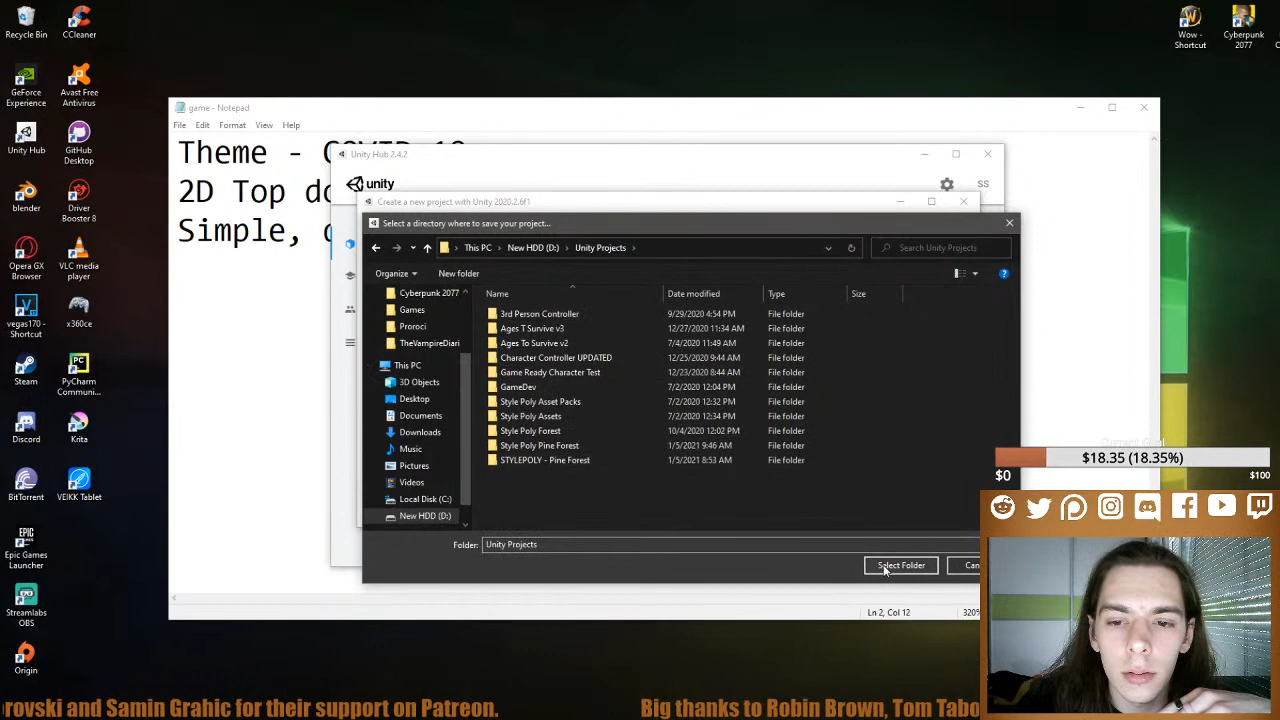 Recycle Bin
CCleaner
GeForce Experience
Avast Free Antivirus
Unity Hub
GitHub Desktop
blender
Driver Booster 8
Opera GX Browser
VLC media player
vegas170 - Shortcut
x360ce
Steam
PyCharm Communi...
Discord
Krita
BitTorrent
VEIKK Tablet
Epic Games Launcher
Streamlabs OBS
Origin
Wow - Shortcut
Cyberpunk 2077
game - Notepad
File Edit Format View Help
Theme - COVID-19
2D Top do
Simple,
Unity Hub 2.4.2
unity
SS
Create a new project with Unity 2020.2.6f1
Select a directory where to save your project...
This PC > New HDD (D:) > Unity Projects >
Search Unity Projects
Organize
New folder
Cyberpunk 2077
Games
Proroci
TheVampireDiari
This PC
3D Objects
Desktop
Documents
Downloads
Music
Pictures
Videos
Local Disk (C:)
New HDD (D:)
Name Date modified Type Size
3rd Person Controller 9/29/2020 4:54 PM File folder
Ages T Survive v3 12/27/2020 11:34 AM File folder
Ages To Survive v2 7/4/2020 11:49 AM File folder
Character Controller UPDATED 12/25/2020 9:44 AM File folder
Game Ready Character Test 12/23/2020 8:44 AM File folder
GameDev 7/2/2020 12:04 PM File folder
Style Poly Asset Packs 7/2/2020 12:32 PM File folder
Style Poly Assets 7/2/2020 12:34 PM File folder
Style Poly Forest 10/4/2020 12:02 PM File folder
Style Poly Pine Forest 1/5/2021 9:46 AM File folder
STYLEPOLY - Pine Forest 1/5/2021 8:53 AM File folder
Folder: Unity Projects
Select Folder
Can
Ln 2, Col 12
320%
$18.35 (18.35%)
$0
$100
orovski and Samin Grahic for their support on Patreon.
Big thanks to Robin Brown, Tom Tabo